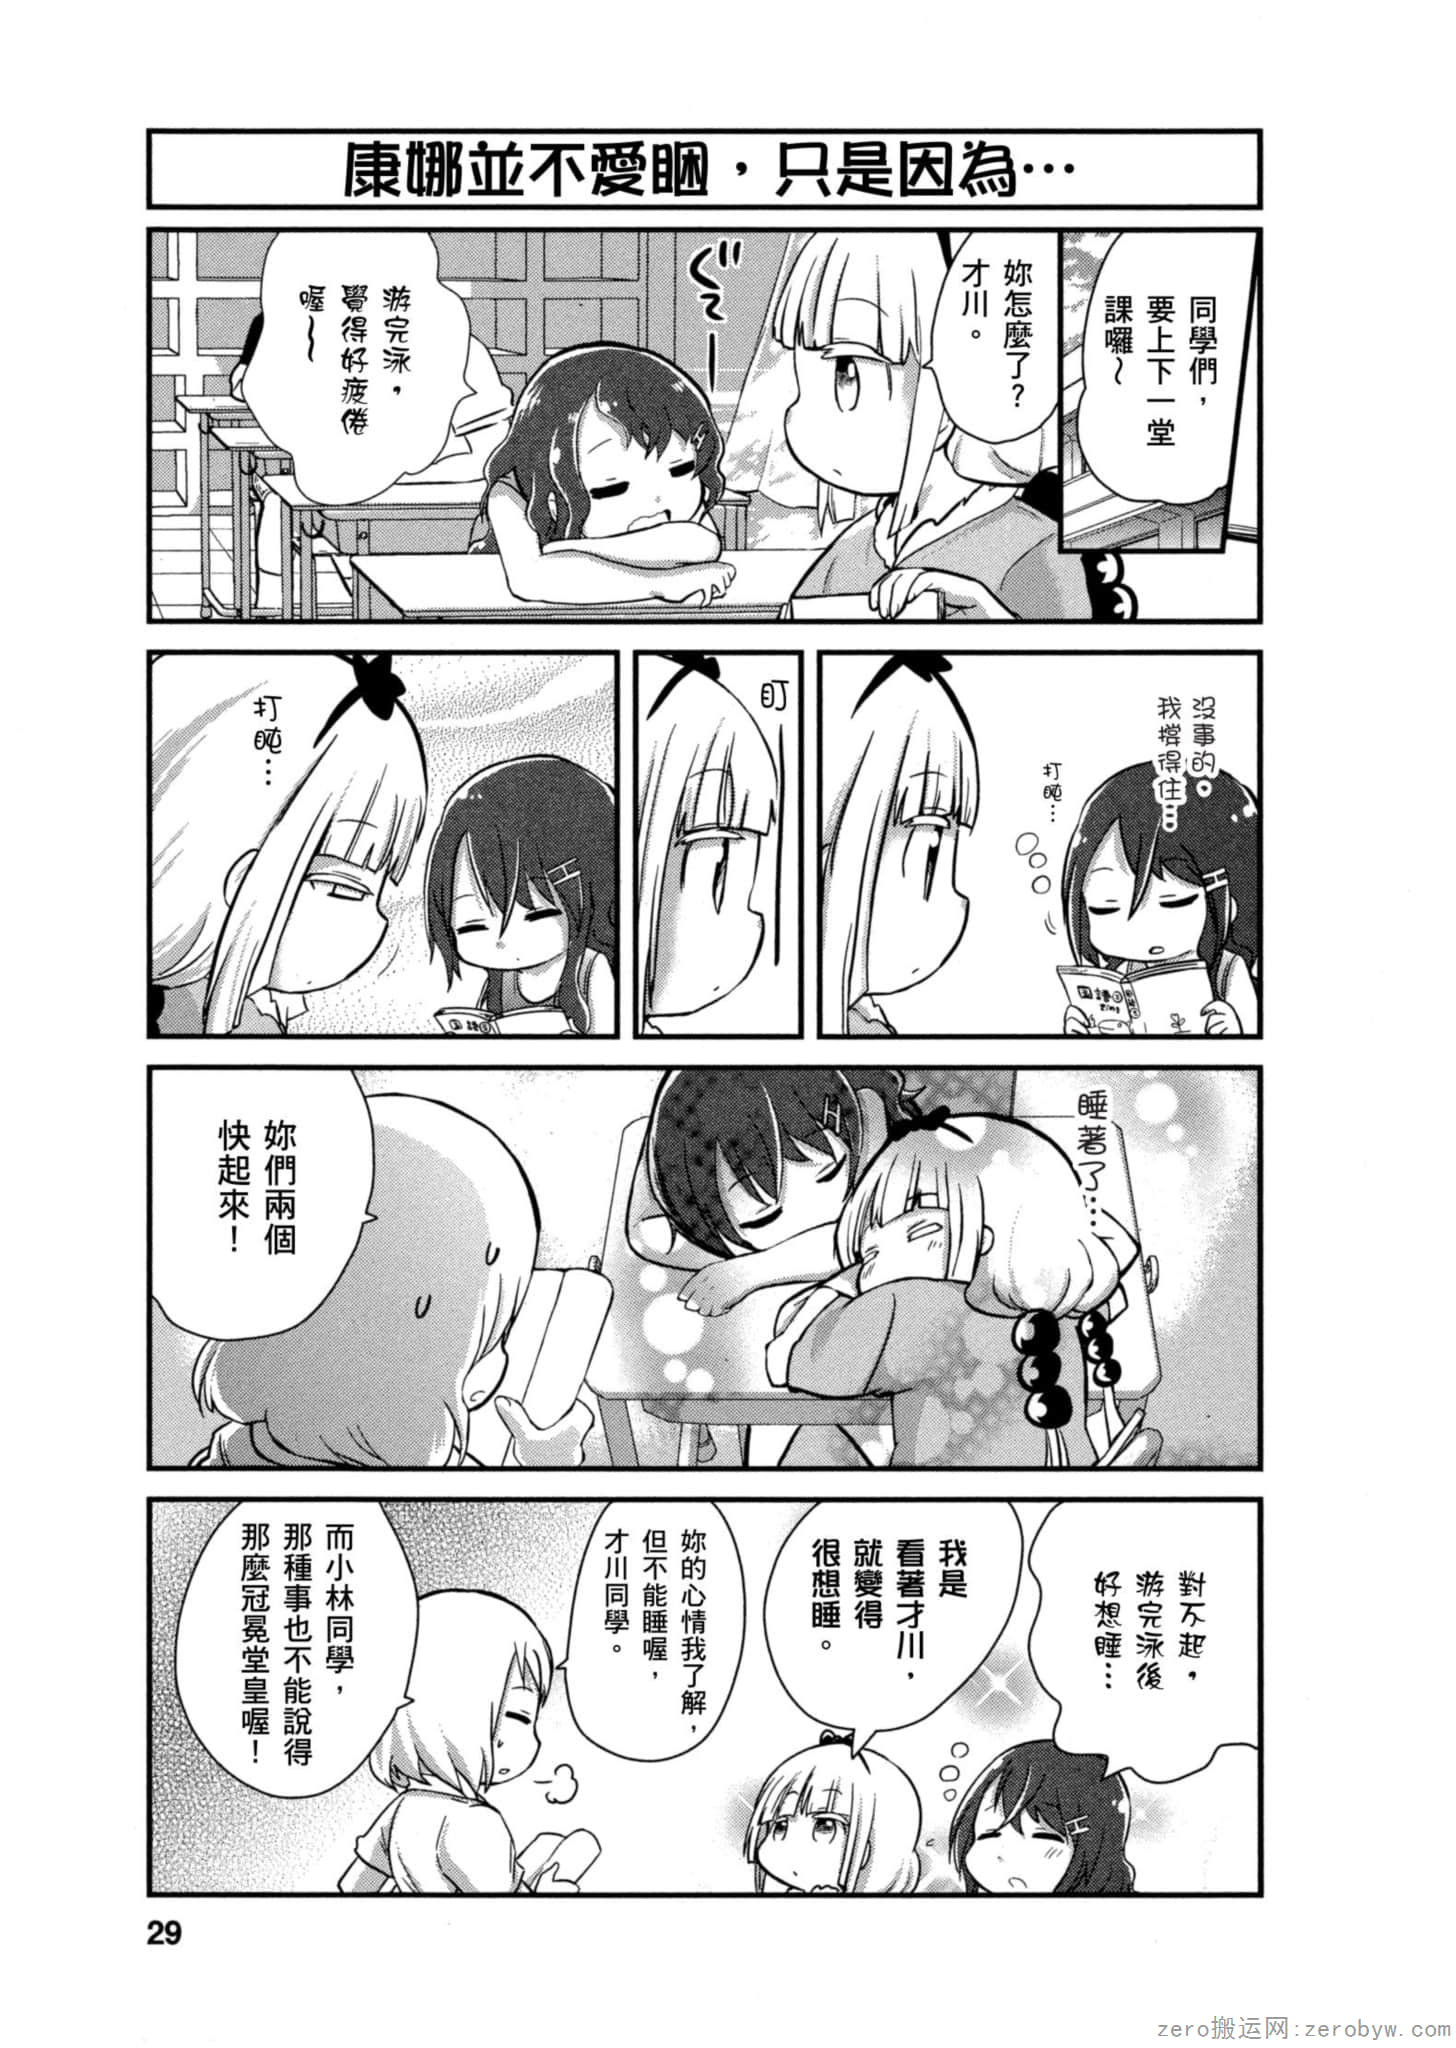 康娜並不愛睏，只是因為…
同學們，
要上下一堂
課囉～
妳怎麼了？
才川。
ぐでー
游完泳，
覺得好疲倦
喔～
沒事的。
我撐得住…
打盹…
国語
盯
打盹…
国語
睡著了…
妳們兩個
快起來！
對不起，
游完泳後
好想睡…
我是
看著才川，
就變得
很想睡。
妳的心情我了解，
但不能睡喔，
才川同學。
而小林同學，
那種事也不能說得
那麼冠冕堂皇喔！
29
zero搬运网:zerobyw.com